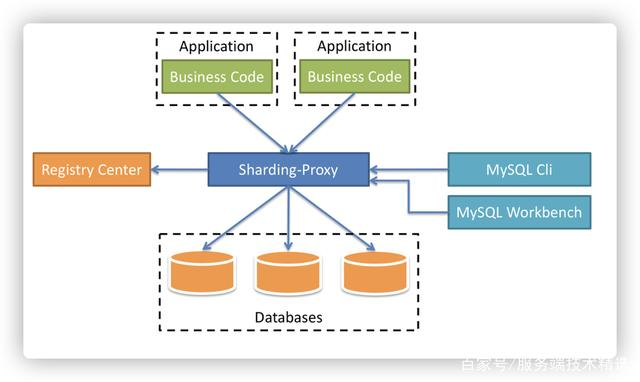 Application
Application
Business Code
Business Code
Registry Center
Sharding-Proxy
MySQL Cli
MySQL Workbench
Databases
百家号/服务端技术精选